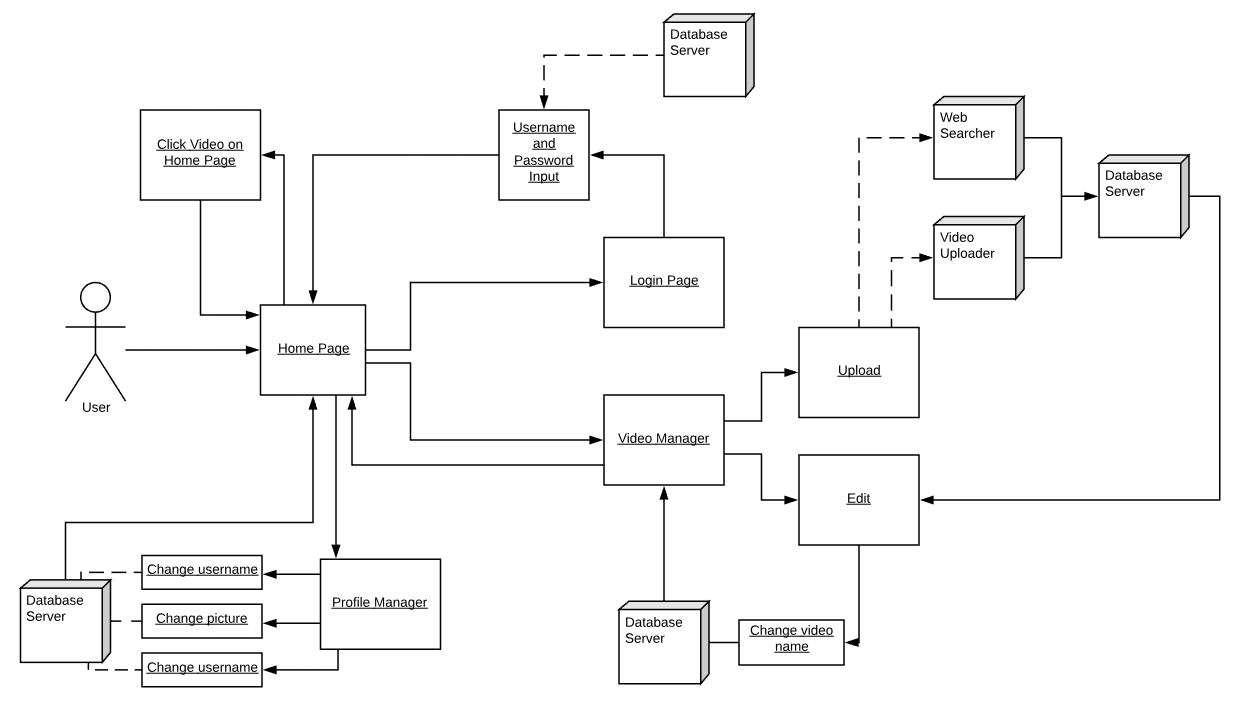 Database
Server
Web
Searcher
Username
and
Password
Input
Click Video on
Home Page
Database
Server
Video
Uploader
Login Page
Home Page
Upload
User
Video Manager
Edit
Change username
Database
Server
Profile Manager
Change picture
Database
Server
Change video
name
Change username